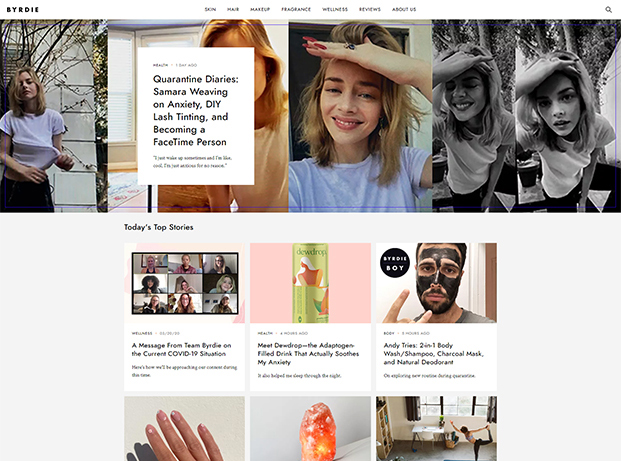 BYRDIE
SKIN HAIR MAKEUP FRAGRANCE WELLNESS REVIEWS ABOUT US
HEALTH • 1 DAY AGO
Quarantine Diaries:
Samara Weaving
on Anxiety, DIY
Lash Tinting, and
Becoming a
FaceTime Person
"I just wake up sometimes and I'm like,
cool, I'm just anxious for no reason."
Today's Top Stories
dewdrop
BYRDIE
BOY
WELLNESS • 03/20/20
A Message From Team Byrdie on
the Current COVID-19 Situation
Here's how we'll be approaching our content during
this time.
HEALTH • 4 HOURS AGO
Meet Dewdrop—the Adaptogen-
Filled Drink That Actually Soothes
My Anxiety
It also helped me sleep through the night.
BODY • HOURS AGO
Andy Tries: 2-in-1 Body
Wash/Shampoo, Charcoal Mask,
and Natural Deodorant
On exploring new routine during quarantine.